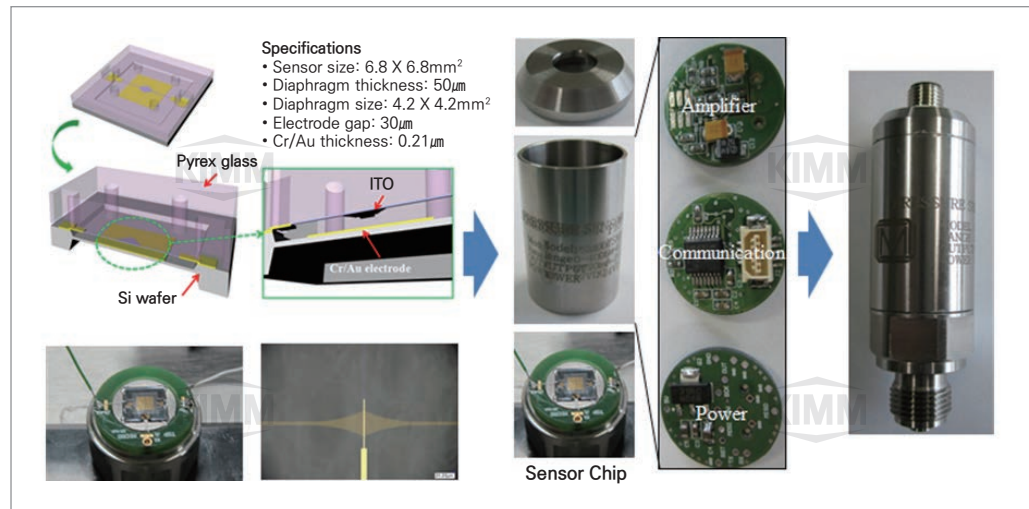 Specifications
• Sensor size: 6.8 X 6.8mm²
• Diaphragm thickness: 50㎛
• Diaphragm size: 4.2 X 4.2mm²
• Electrode gap: 30㎛
• Cr/Au thickness: 0.21㎛
Pyrex glass
ITO
Cr/Au electrode
Si wafer
Amplifier
Communication
Power
Sensor Chip
KIMM
KIMM
KIMM
KIMM
KIMM
KIMM